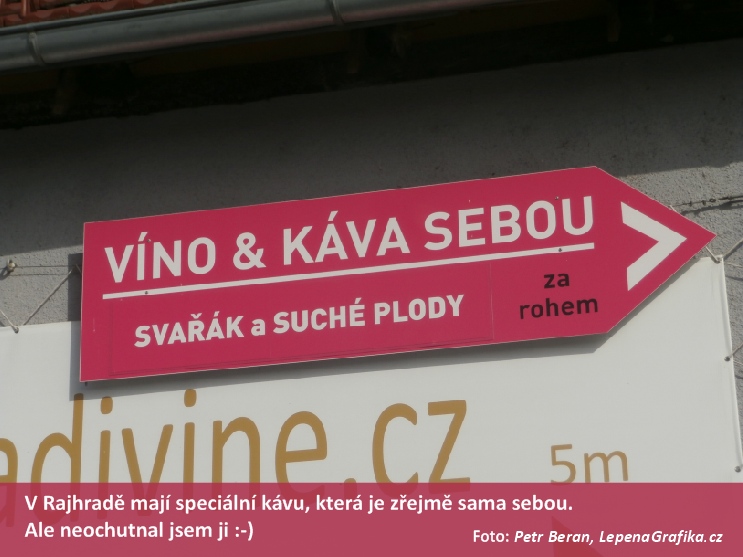 VÍNO & KÁVA SEBOU
SVAŘÁK a SUCHÉ PLODY
za
rohem
adivine.cz
5m
V Rajhradě mají speciální kávu, která je zřejmě sama sebou.
Ale neochutnal jsem ji :-)
Foto: Petr Beran, LepenaGrafika.cz